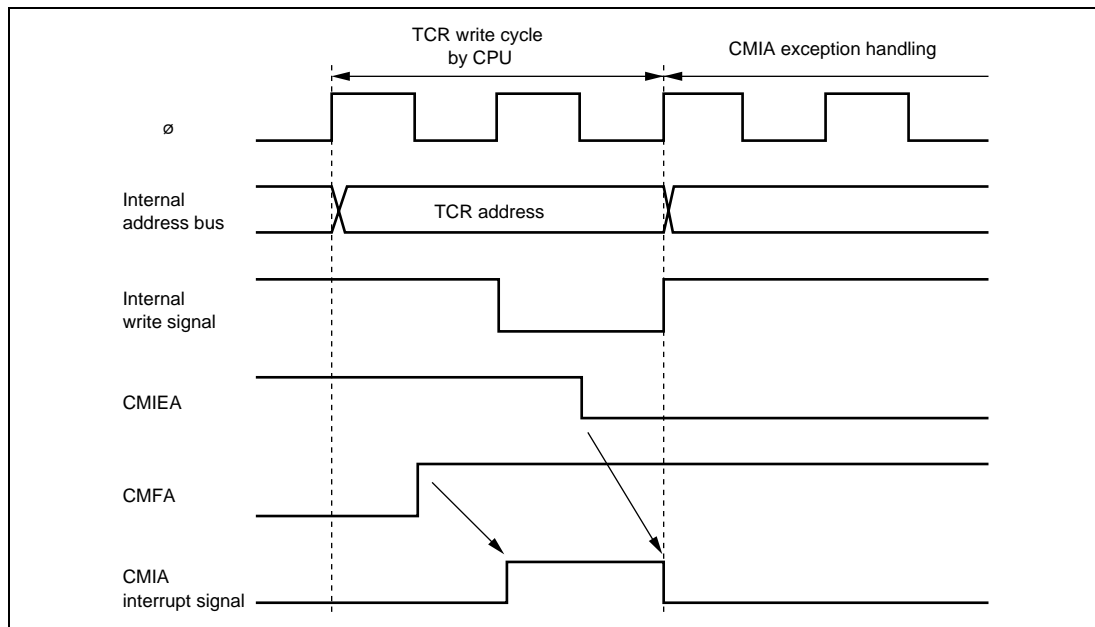 TCR write cycle
by CPU
CMIA exception handling
ø
Internal
address bus
TCR address
Internal
write signal
CMIEA
CMFA
CMIA
interrupt signal